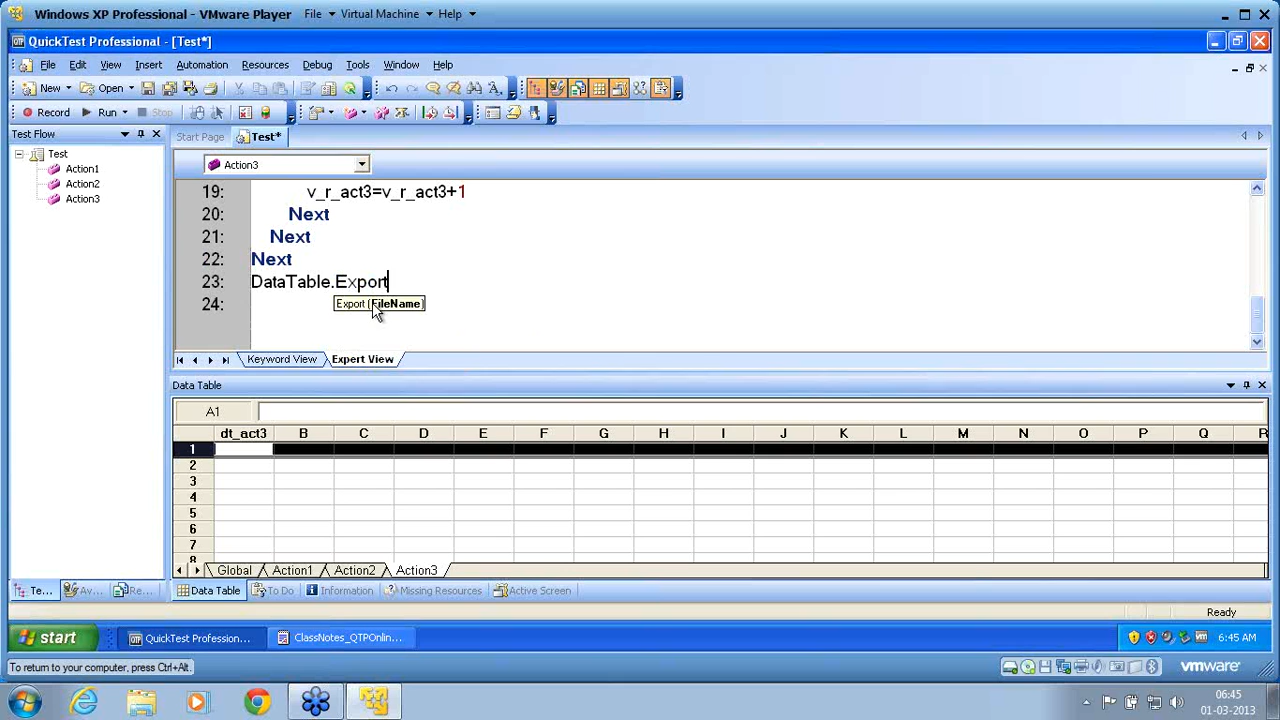 Windows XP Professional - VMware Player File Virtual Machine Help
QuickTest Professional - [Test*]
File Edit View Insert Automation Resources Debug Tools Window Help
New Open
Record Run Stop
Test Flow
Start Page Test*
Test
Action1
Action2
Action3
Action3
19: v_r_act3=v_r_act3+1
20: Next
21: Next
22: Next
23: DataTable.Export
Export (FileName)
24:
Keyword View Expert View
Data Table
A1
dt_act3 B C D E F G H I J K L M N O P Q R
1
2
3
4
5
6
7
8
Global Action1 Action2 Action3
Te... Av... Re... Data Table To Do Information Missing Resources Active Screen
Ready
start QuickTest Profession... ClassNotes_QTPOnlin... 6:45 AM
To return to your computer, press Ctrl+Alt. vmware
06:45
01-03-2013